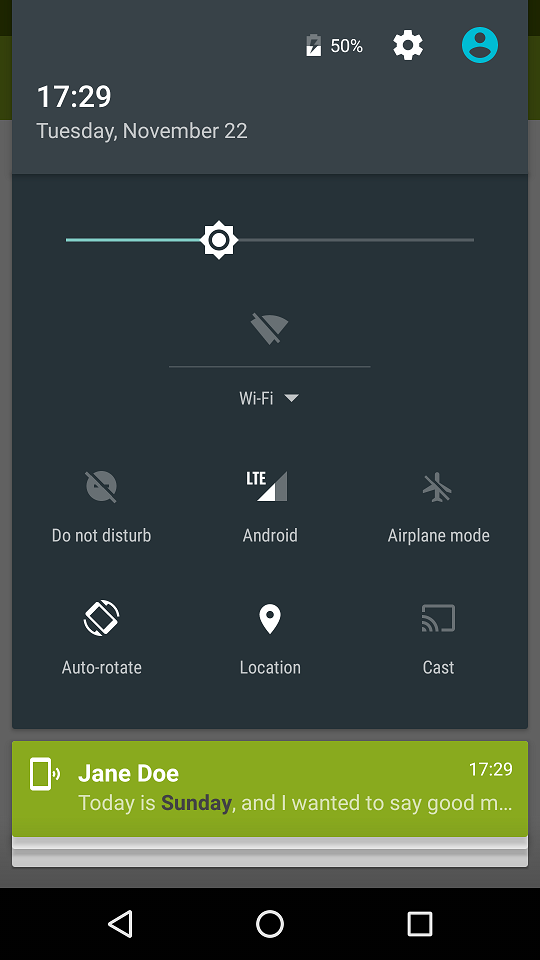 50%
17:29
Tuesday, November 22
Wi-Fi
Do not disturb
LTE
Android
Airplane mode
Auto-rotate
Location
Cast
Jane Doe 17:29
Today is Sunday, and I wanted to say good m...